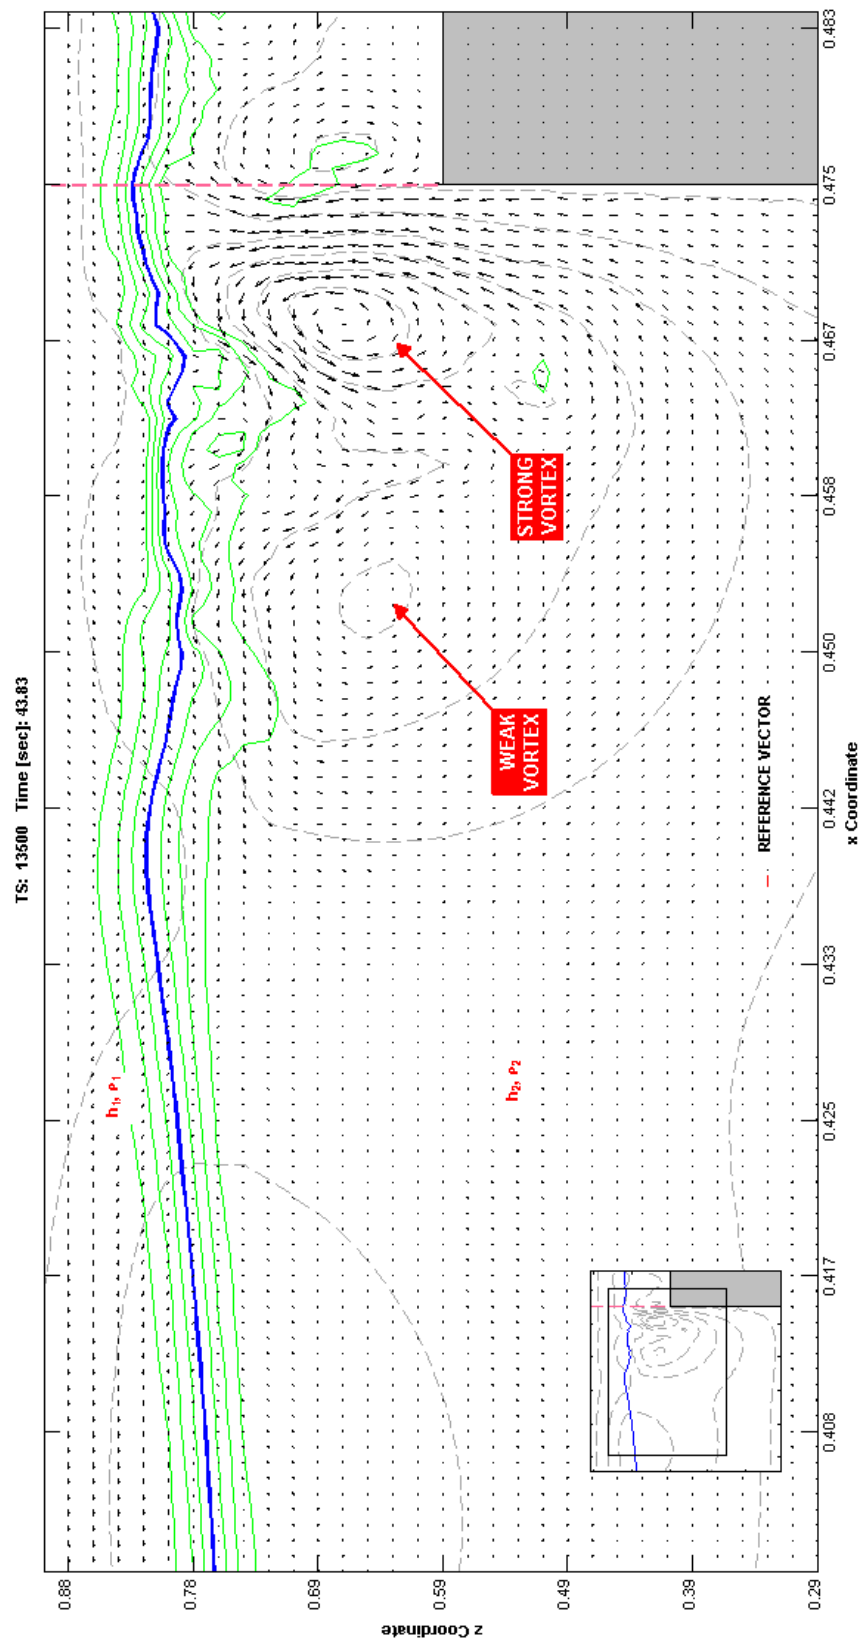 TS: 13500 Time [sec]: 43.83
z Coordinate
0.88
0.78
0.69
0.59
0.49
0.39
0.29
h₁, ρ₁
h₂, ρ₂
WEAK
VORTEX
STRONG
VORTEX
REFERENCE VECTOR
0.408
0.417
0.425
0.433
0.442
0.450
0.458
0.467
0.475
0.483
x Coordinate